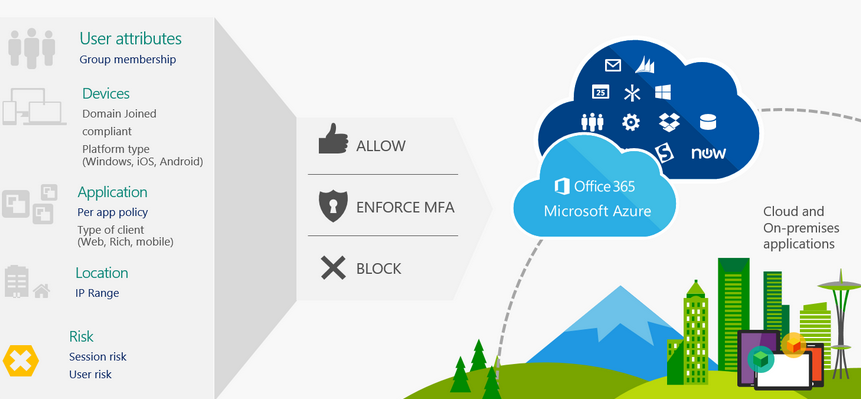 User attributes
Group membership
Devices
Domain Joined
compliant
Platform type
(Windows, iOS, Android)
Application
Per app policy
Type of client
(Web, Rich, mobile)
Location
IP Range
Risk
Session risk
User risk
ALLOW
ENFORCE MFA
BLOCK
25
now
Office 365
Microsoft Azure
Cloud and
On-premises
applications